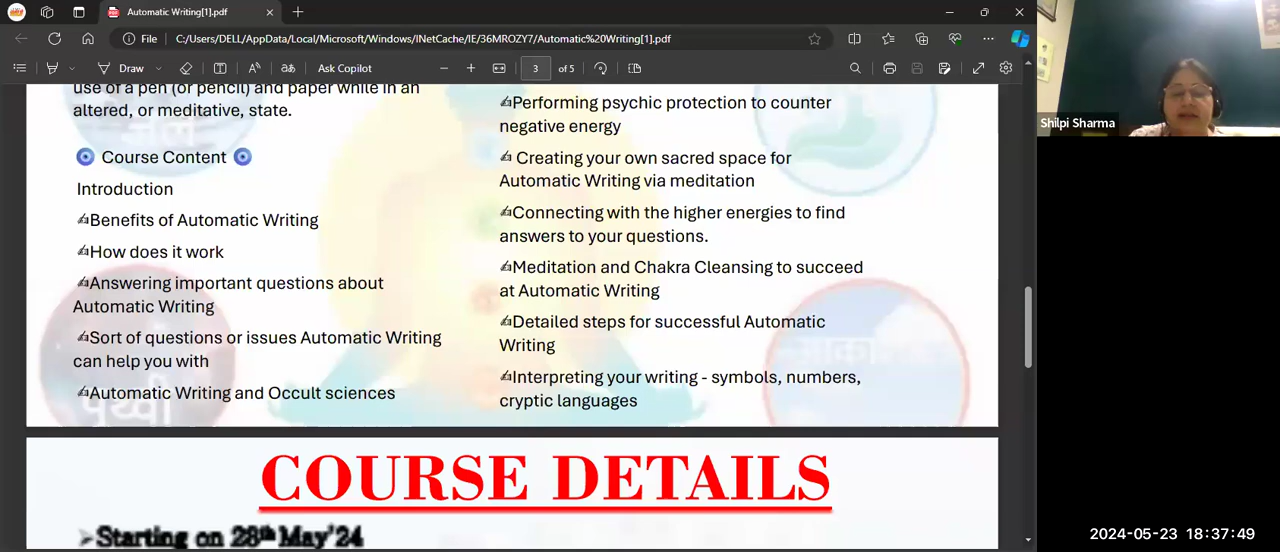 Automatic Writing[1].pdf
File
C:/Users/DELL/AppData/Local/Microsoft/Windows/INetCache/IE/36MROZY7/Automatic%20Writing[1].pdf
Draw
Ask Copilot
3
of 5
use of a pen (or pencil) and paper while in an
altered, or meditative, state.
Course Content
Introduction
✍Benefits of Automatic Writing
✍How does it work
✍Answering important questions about
Automatic Writing
✍Sort of questions or issues Automatic Writing
can help you with
✍Automatic Writing and Occult sciences
✍Performing psychic protection to counter
negative energy
✍ Creating your own sacred space for
Automatic Writing via meditation
✍Connecting with the higher energies to find
answers to your questions.
✍Meditation and Chakra Cleansing to succeed
at Automatic Writing
✍Detailed steps for successful Automatic
Writing
✍Interpreting your writing - symbols, numbers,
cryptic languages
पृथ्वी
COURSE DETAILS
➢Starting on 28th May'24
Shilpi Sharma
2024-05-23 18:37:49